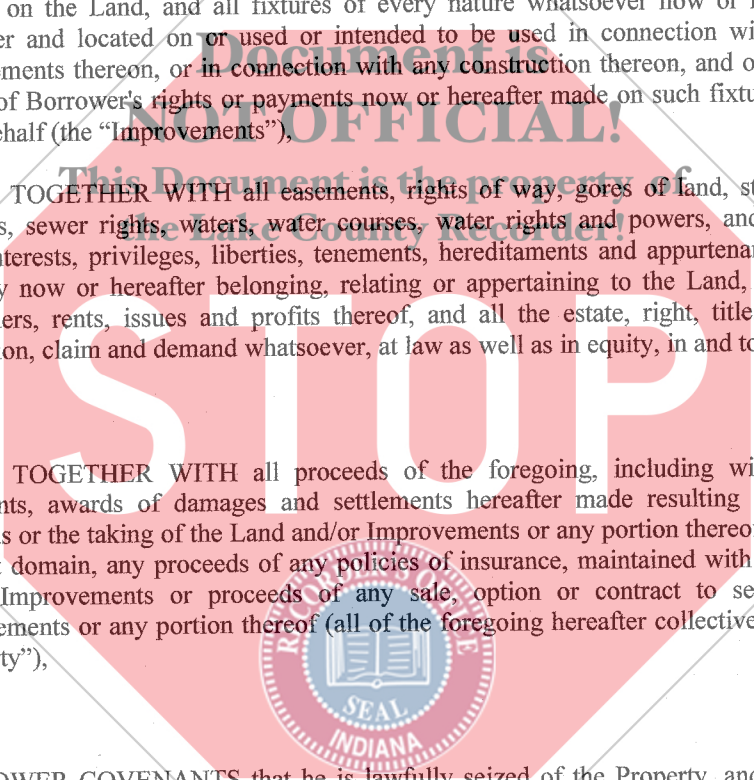 on the Land, and all fixtures of every nature whatsoever now or
er and located on or used or intended to be used in connection wi
ements thereon, or in connection with any construction thereon, and o
of Borrower's rights or payments now or hereafter made on such fixtu
ehalf (the “Improvements”),
Document is
NOT OFFICIAL!
This Document is the property of
the Lake County Recorder!
TOGETHER WITH all easements, rights of way, gores of land, st
s, sewer rights, waters, water courses, water rights and powers, and
nterests, privileges, liberties, tenements, hereditaments and appurtenan
y now or hereafter belonging, relating or appertaining to the Land,
ers, rents, issues and profits thereof, and all the estate, right, title
ion, claim and demand whatsoever, at law as well as in equity, in and to
STOP
TOGETHER WITH all proceeds of the foregoing, including wi
nts, awards of damages and settlements hereafter made resulting
s or the taking of the Land and/or Improvements or any portion thereo
t domain, any proceeds of any policies of insurance, maintained with
Improvements or proceeds of any sale, option or contract to se
ements or any portion thereof (all of the foregoing hereafter collective
ty”),
RECORDER'S OFFICE
SEAL
INDIANA
OWER COVENANTS that he is lawfully seized of the Property, and